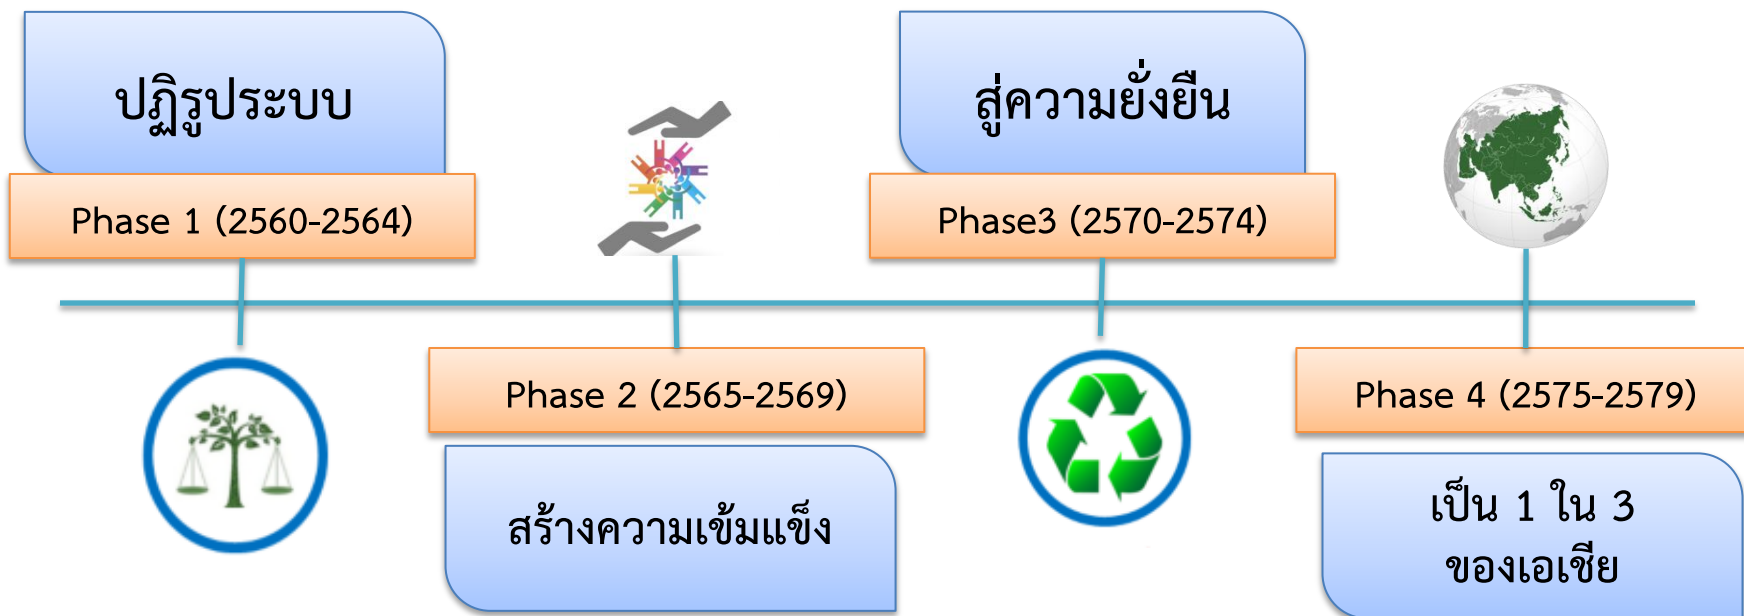 ปฏิรูประบบ
Phase 1 (2560-2564)
Phase 2 (2565-2569)
สร้างความเข้มแข็ง
สู่ความยั่งยืน
Phase3 (2570-2574)
Phase 4 (2575-2579)
เป็น 1 ใน 3
ของเอเชีย